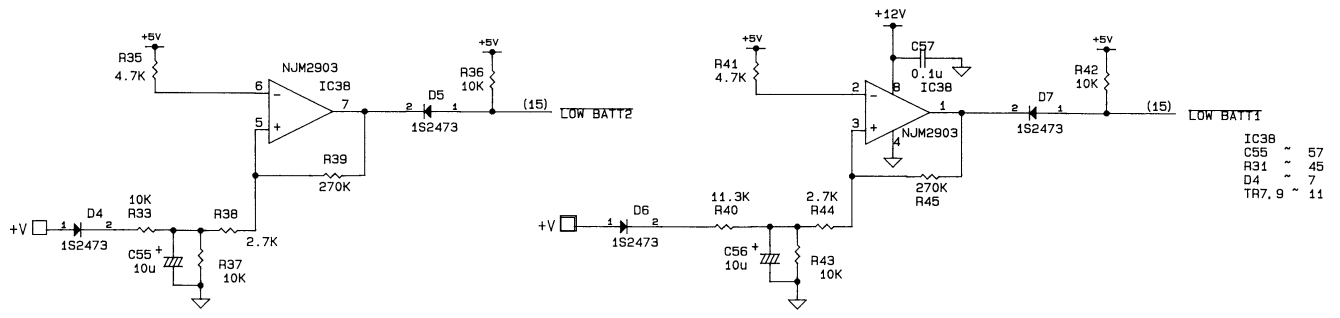 +5V
R35
4.7K
NJM2903
IC38
6
-
5
+
7
D5
2
1
1S2473
+5V
R36
10K
(15)
LOW BATT2
R39
270K
+V
1
D4
2
1S2473
10K
R33
R38
2.7K
C55
+
10u
R37
10K
+12V
C57
0.1u
+5V
R41
4.7K
8
IC38
2
-
3
+
1
NJM2903
4
D7
2
1
1S2473
+5V
R42
10K
(15)
LOW BATT1
270K
R45
+V
1
D6
2
1S2473
11.3K
R40
2.7K
R44
C56
+
10u
R43
10K
IC38
C55 ~ 57
R31 ~ 45
D4 ~ 7
TR7, 9 ~ 11